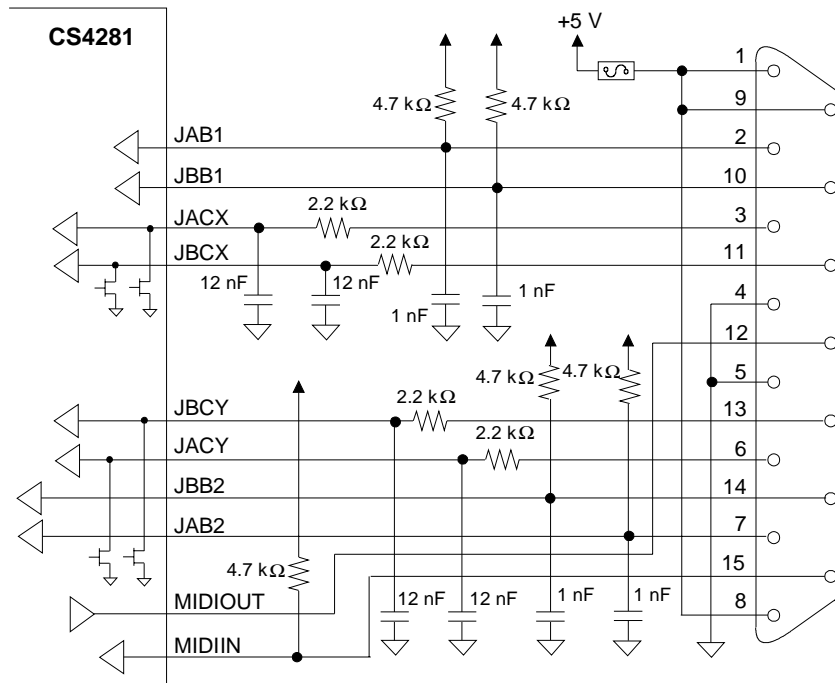 CS4281
+5 V
1
4.7 kΩ
4.7 kΩ
9
JAB1
2
JBB1
10
JACX
2.2 kΩ
3
JBCX
2.2 kΩ
11
12 nF
12 nF
1 nF
1 nF
4
12
4.7 kΩ
4.7 kΩ
5
JBCY
2.2 kΩ
13
JACY
2.2 kΩ
6
JBB2
14
JAB2
7
4.7 kΩ
15
MIDIOUT
12 nF
12 nF
1 nF
1 nF
8
MIDIIN